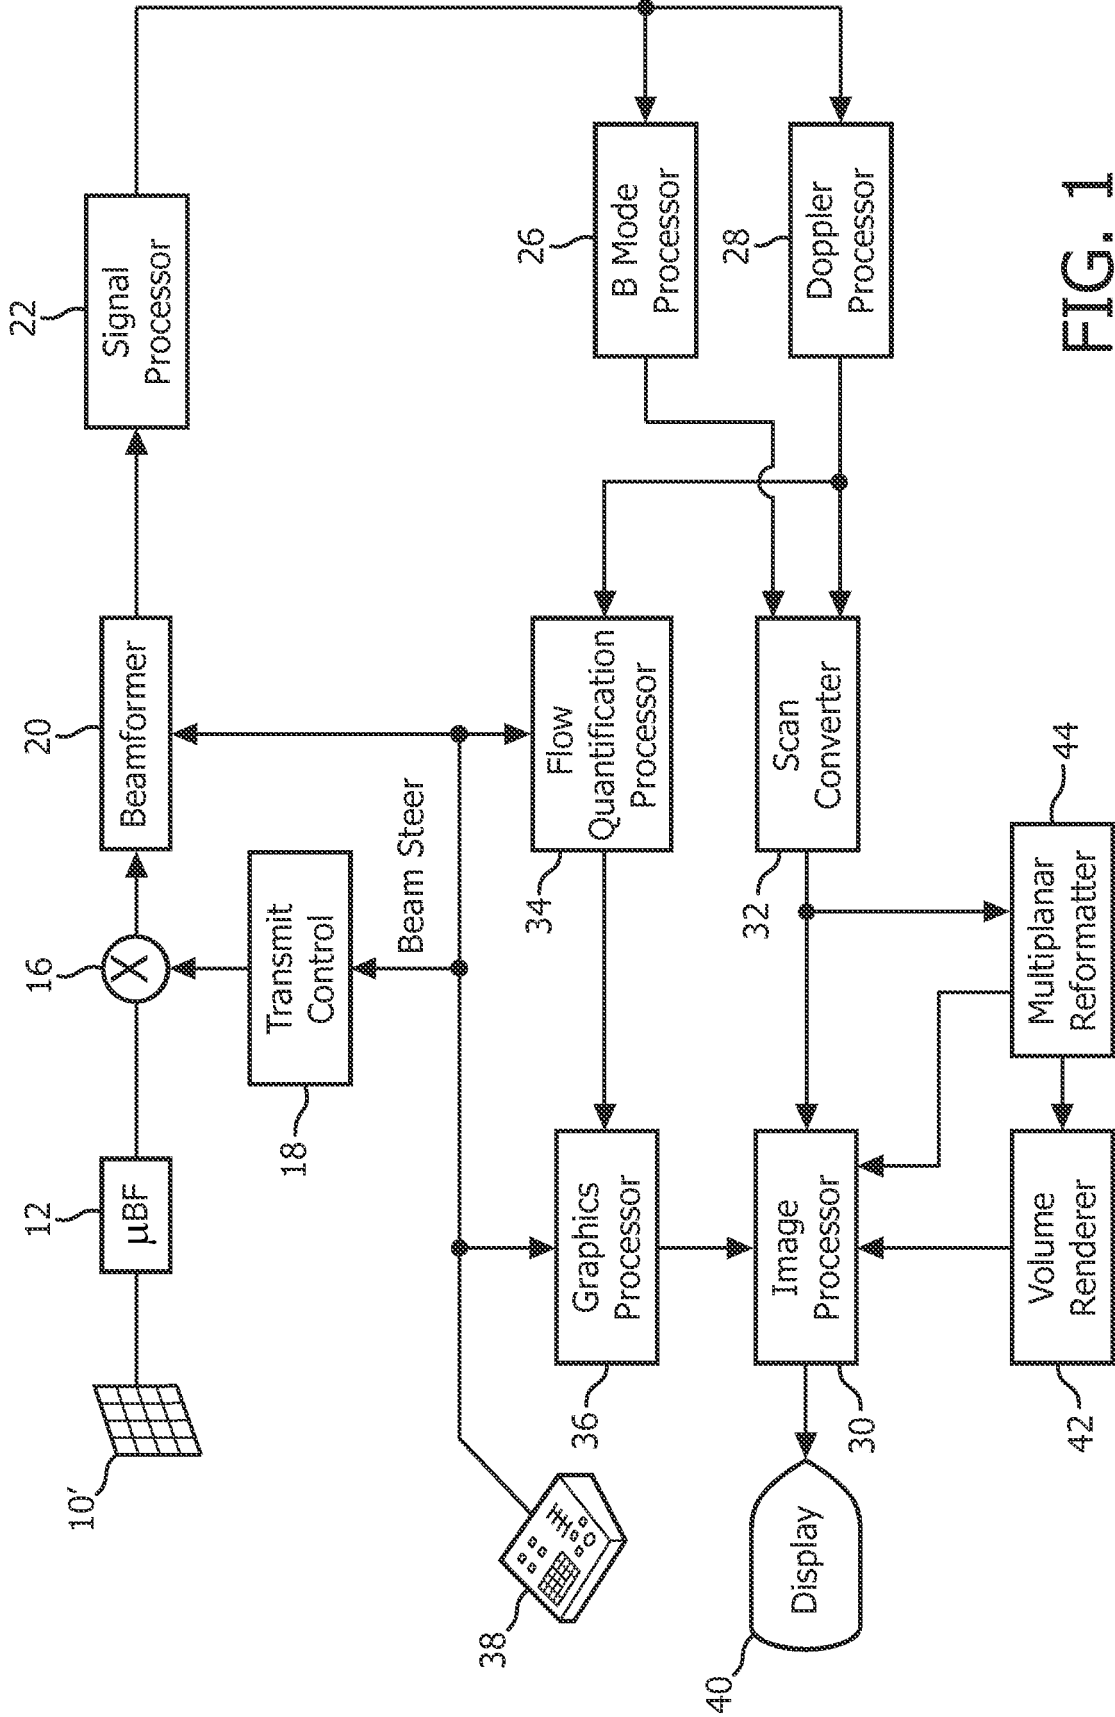 10'
12
μBF
16
X
20
Beamformer
22
Signal
Processor
18
Transmit
Control
Beam Steer
38
36
Graphics
Processor
34
Flow
Quantification
Processor
26
B Mode
Processor
40
Display
30
Image
Processor
32
Scan
Converter
28
Doppler
Processor
42
Volume
Renderer
44
Multiplanar
Reformatter
FIG. 1